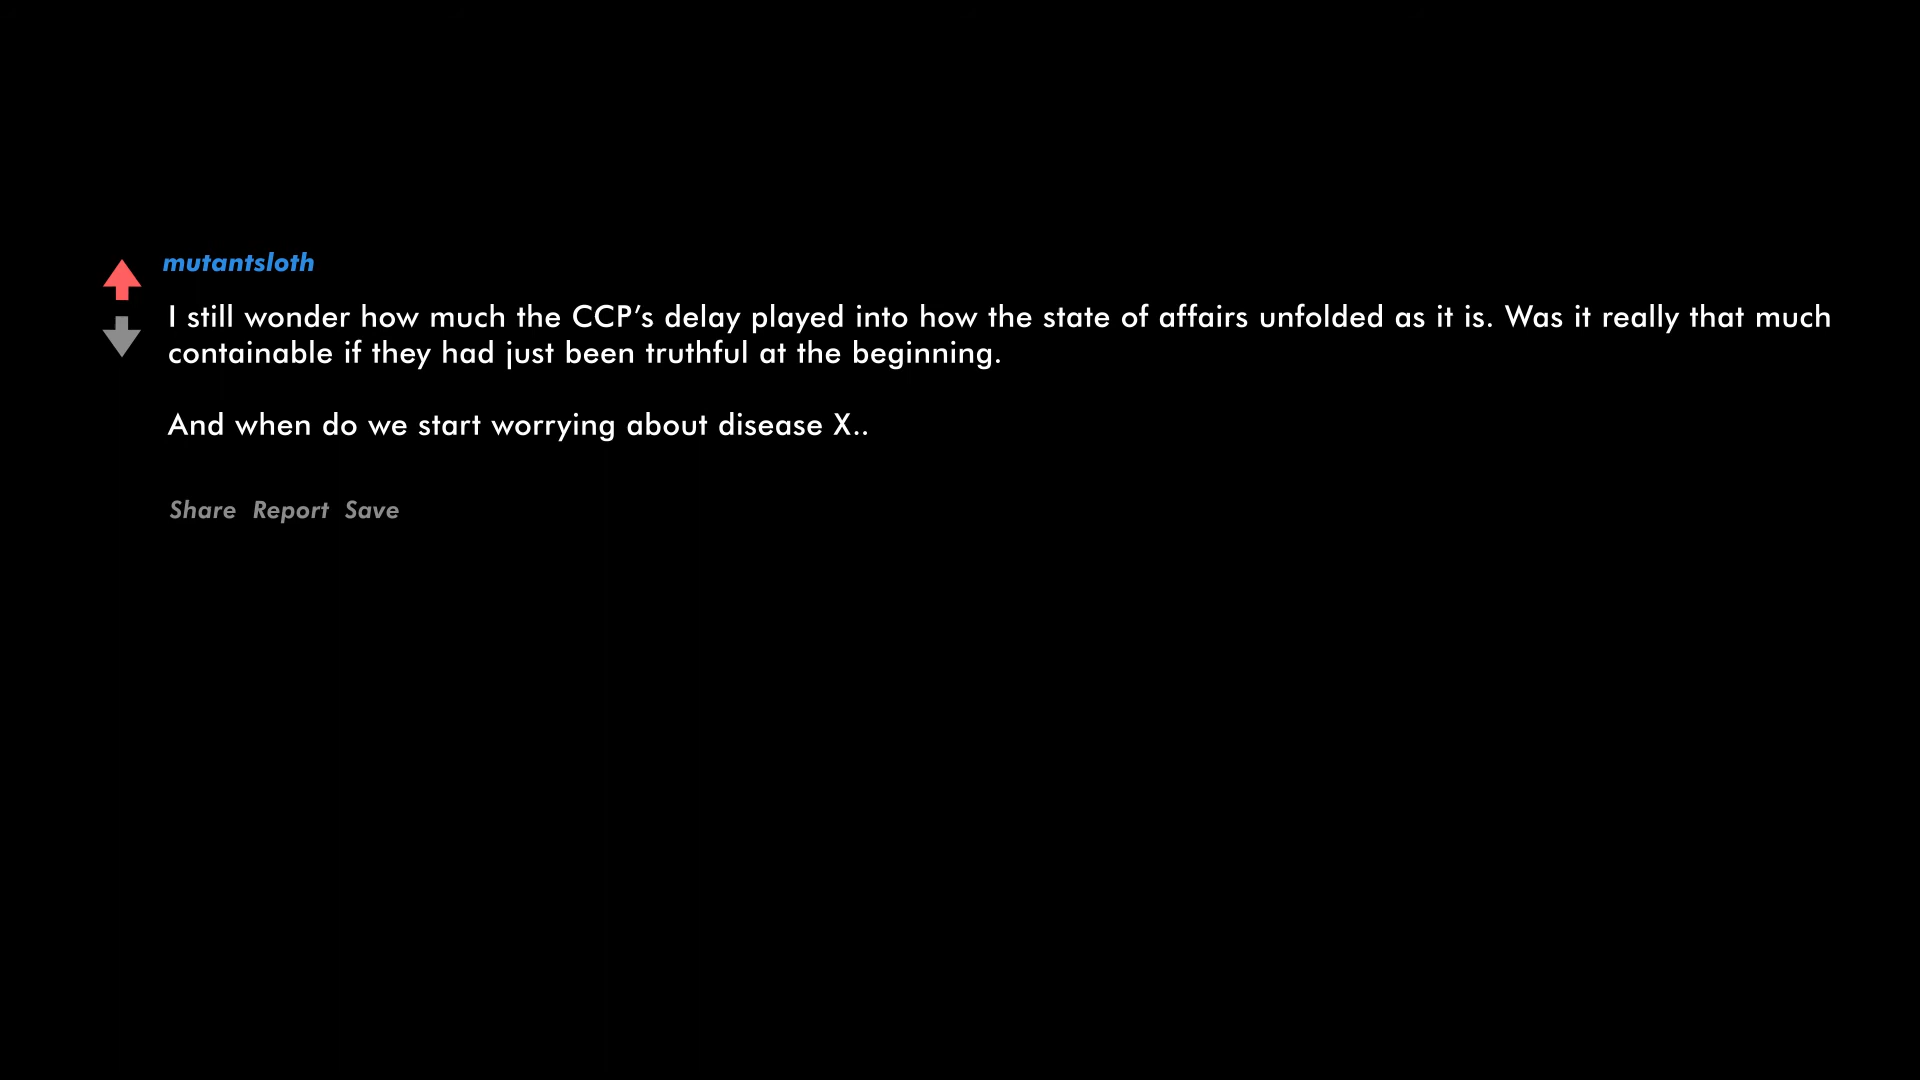 mutantsloth
I still wonder how much the CCP’s delay played into how the state of affairs unfolded as it is. Was it really that much
containable if they had just been truthful at the beginning.
And when do we start worrying about disease X..
Share Report Save